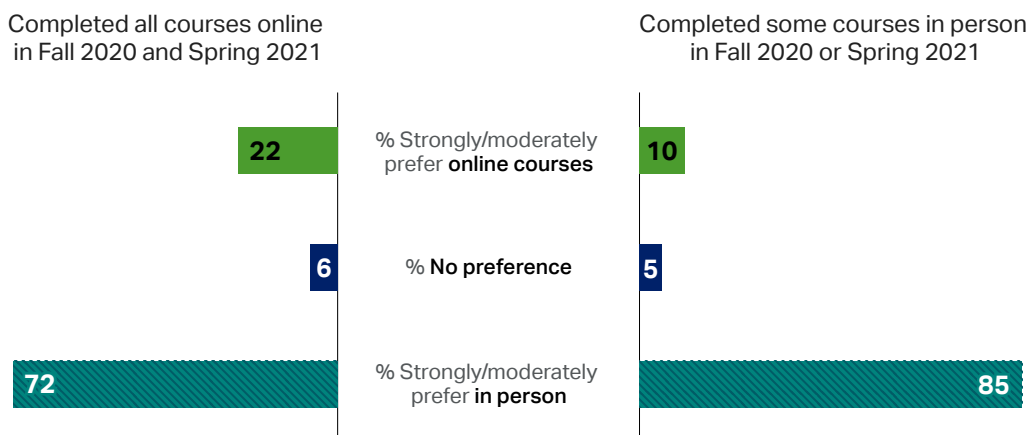 Completed all courses online
in Fall 2020 and Spring 2021
Completed some courses in person
in Fall 2020 or Spring 2021
22
% Strongly/moderately
prefer online courses
10
6
% No preference
5
72
% Strongly/moderately
prefer in person
85